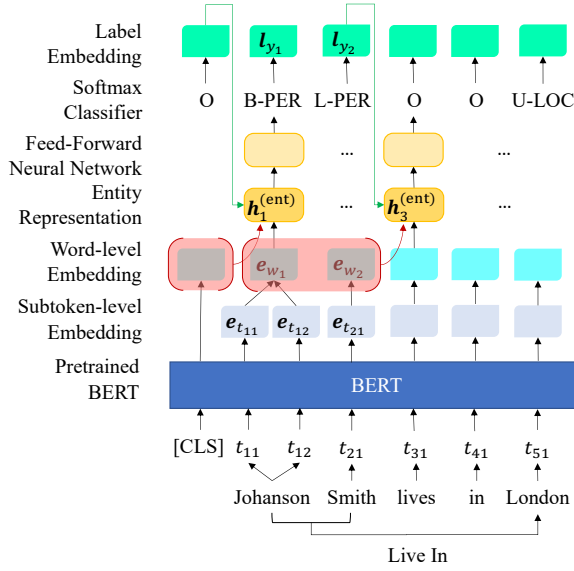 Label
Embedding
l_{y_1} l_{y_2}
Softmax
Classifier
O B-PER L-PER O O U-LOC
Feed-Forward
Neural Network
... ... ...
Entity
Representation
h_1^{(ent)} ... h_3^{(ent)} ...
Word-level
Embedding
e_{w_1} e_{w_2}
Subtoken-level
Embedding
e_{t_{11}} e_{t_{12}} e_{t_{21}}
Pretrained
BERT
BERT
[CLS] t_{11} t_{12} t_{21} t_{31} t_{41} t_{51}
Johanson Smith lives in London
Live In